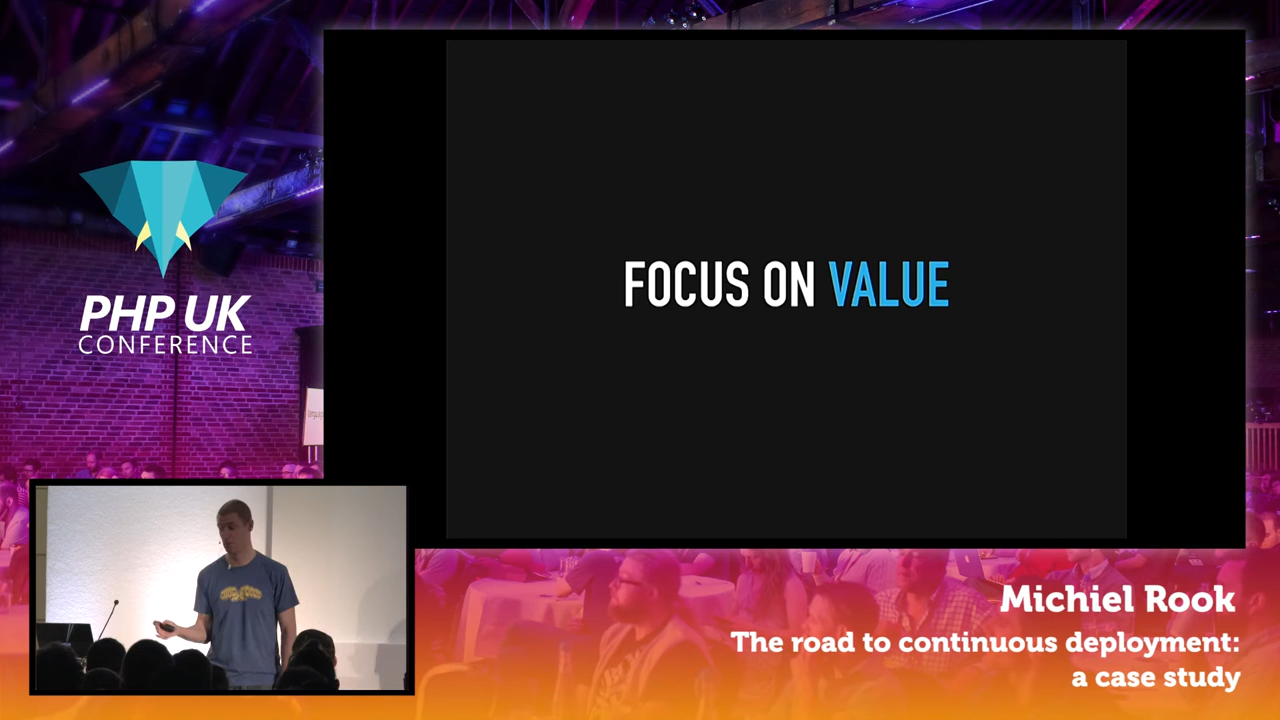 FOCUS ON VALUE
PHP UK
CONFERENCE
Michiel Rook
The road to continuous deployment:
a case study